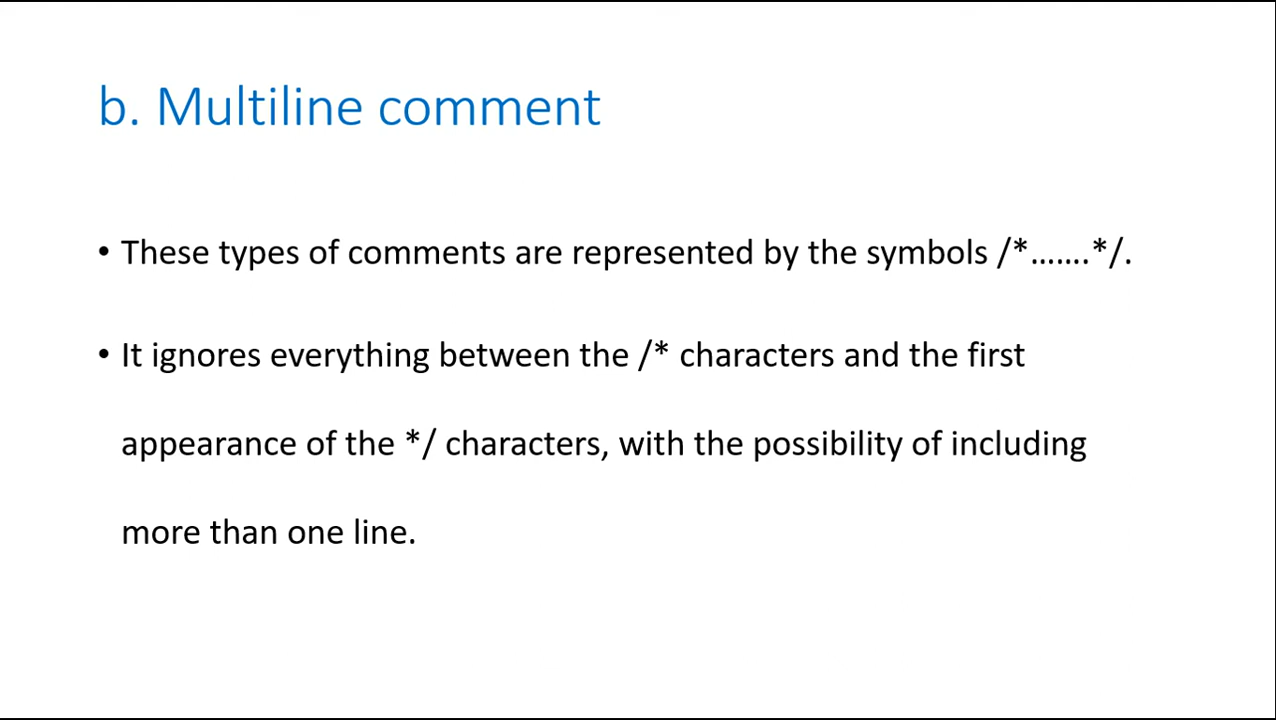 b. Multiline comment
• These types of comments are represented by the symbols /*.......*/.
• It ignores everything between the /* characters and the first
appearance of the */ characters, with the possibility of including
more than one line.